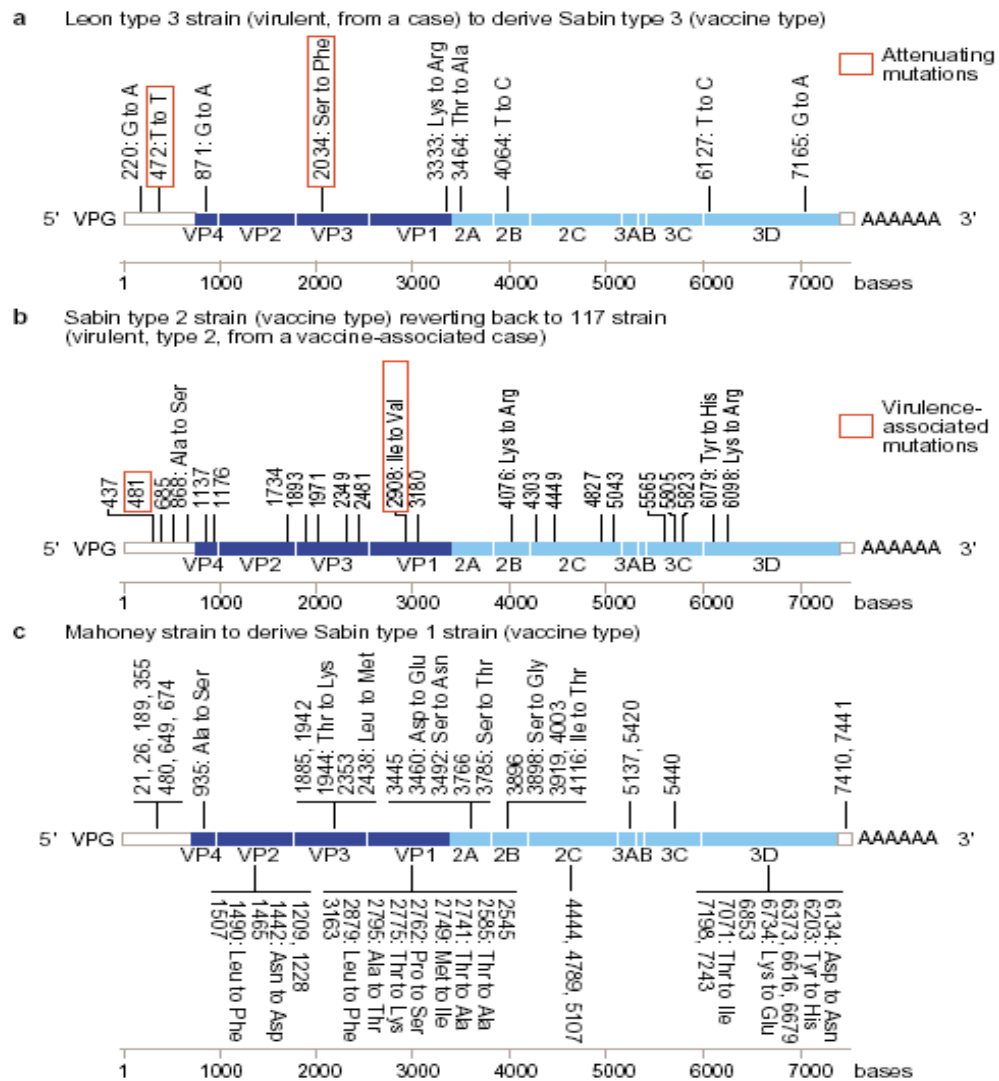 a Leon type 3 strain (virulent, from a case) to derive Sabin type 3 (vaccine type)
Attenuating
mutations
220: G to A
472: T to T
871: G to A
2034: Ser to Phe
3333: Lys to Arg
3464: Thr to Ala
4064: T to C
6127: T to C
7165: G to A
5' VPG AAAAAA 3'
VP4 VP2 VP3 VP1 2A 2B 2C 3AB 3C 3D
1 1000 2000 3000 4000 5000 6000 7000 bases
b Sabin type 2 strain (vaccine type) reverting back to 117 strain
(virulent, type 2, from a vaccine-associated case)
Virulence-
associated
mutations
437
481
685
868: Ala to Ser
1137
1176
1734
1893
1971
2349
2481
2908: Ile to Val
3180
4076: Lys to Arg
4303
4449
4827
5043
5565
5805
5823
6079: Tyr to His
6098: Lys to Arg
5' VPG AAAAAA 3'
VP4 VP2 VP3 VP1 2A 2B 2C 3AB 3C 3D
1 1000 2000 3000 4000 5000 6000 7000 bases
c Mahoney strain to derive Sabin type 1 strain (vaccine type)
21, 26, 189, 355
480, 649, 674
935: Ala to Ser
1885, 1942
1944: Thr to Lys
2353
2438: Leu to Met
3445
3460: Asp to Glu
3492: Ser to Asn
3766
3785: Ser to Thr
3896
3898: Ser to Gly
3919, 4003
4116: Ile to Thr
5137, 5420
5440
7410, 7441
5' VPG AAAAAA 3'
VP4 VP2 VP3 VP1 2A 2B 2C 3AB 3C 3D
1209, 1228
1442: Asn to Asp
1465
1490: Leu to Phe
1507
2545
2585: Thr to Ala
2741: Thr to Ala
2749: Met to Ile
2762: Pro to Ser
2775: Thr to Lys
2795: Ala to Thr
2879: Leu to Phe
3163
4444, 4789, 5107
6134: Asp to Asn
6203: Tyr to His
6373, 6616, 6679
6734: Lys to Glu
6853
7071: Thr to Ile
7198, 7243
1 1000 2000 3000 4000 5000 6000 7000 bases